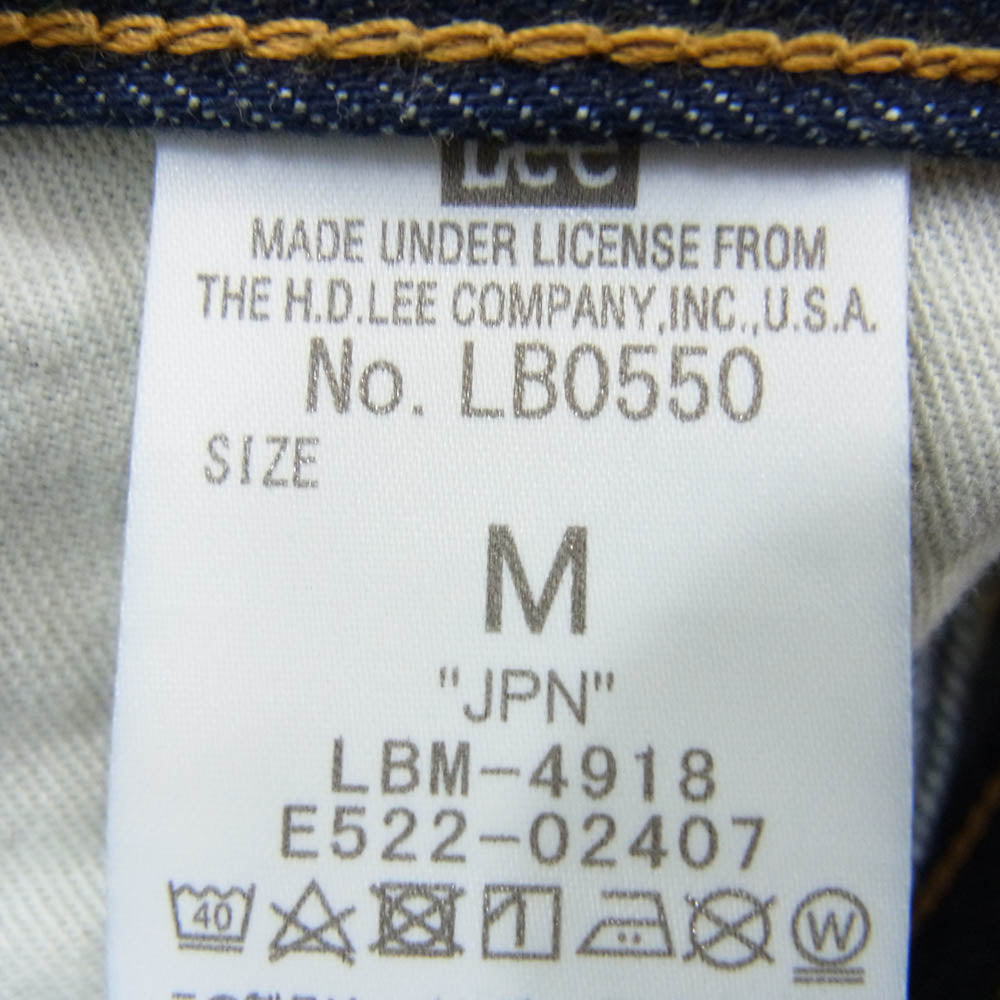 Lee
MADE UNDER LICENSE FROM
THE H.D.LEE COMPANY,INC.,U.S.A.
No. LB0550
SIZE
M
"JPN"
LBM-4918
E522-02407
40 W